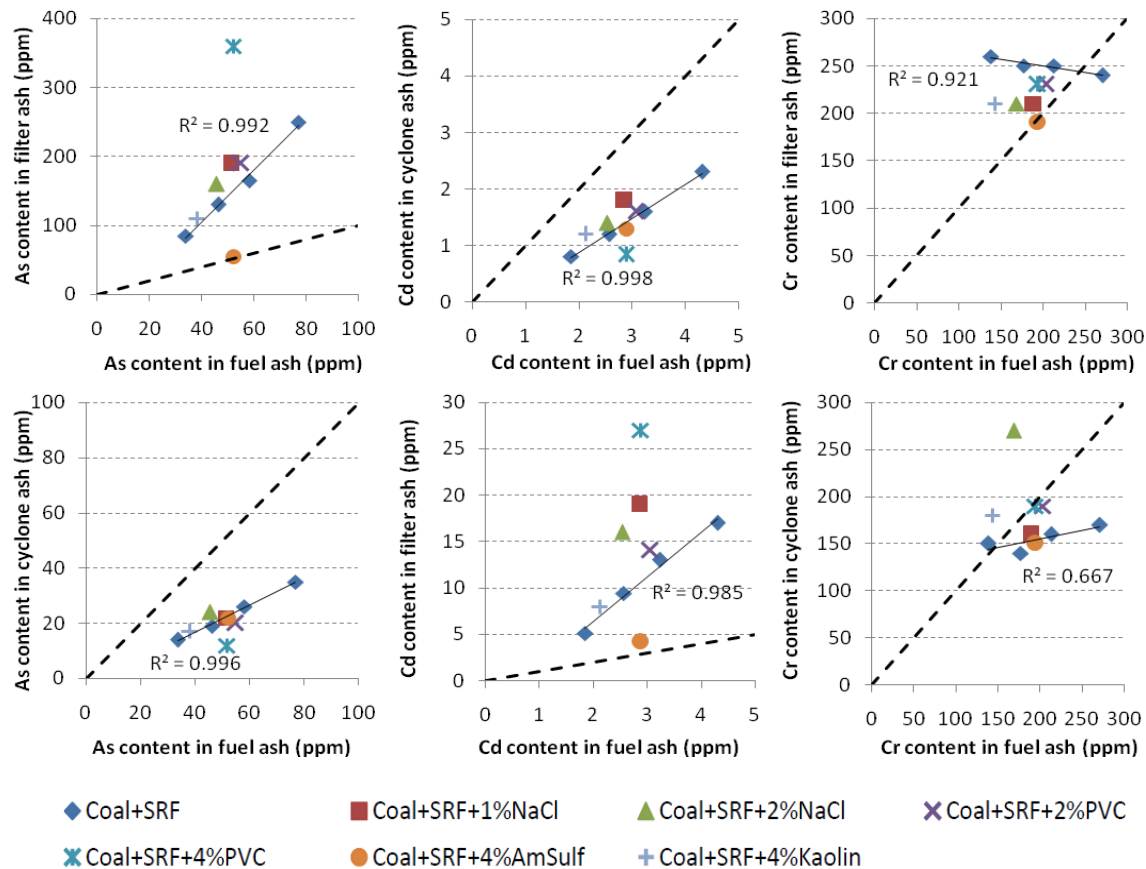 As content in filter ash (ppm)
400
300
200
100
0
R² = 0.992
0 20 40 60 80 100
As content in fuel ash (ppm)
Cd content in cyclone ash (ppm)
5
4
3
2
1
0
R² = 0.998
0 1 2 3 4 5
Cd content in fuel ash (ppm)
Cr content in filter ash (ppm)
300
250
200
150
100
50
0
R² = 0.921
0 50 100 150 200 250 300
Cr content in fuel ash (ppm)
As content in cyclone ash (ppm)
100
80
60
40
20
0
R² = 0.996
0 20 40 60 80 100
As content in fuel ash (ppm)
Cd content in filter ash (ppm)
30
25
20
15
10
5
0
R² = 0.985
0 1 2 3 4 5
Cd content in fuel ash (ppm)
Cr content in cyclone ash (ppm)
300
250
200
150
100
50
0
R² = 0.667
0 50 100 150 200 250 300
Cr content in fuel ash (ppm)
Coal+SRF
Coal+SRF+1%NaCl
Coal+SRF+2%NaCl
Coal+SRF+2%PVC
Coal+SRF+4%PVC
Coal+SRF+4%AmSulf
Coal+SRF+4%Kaolin